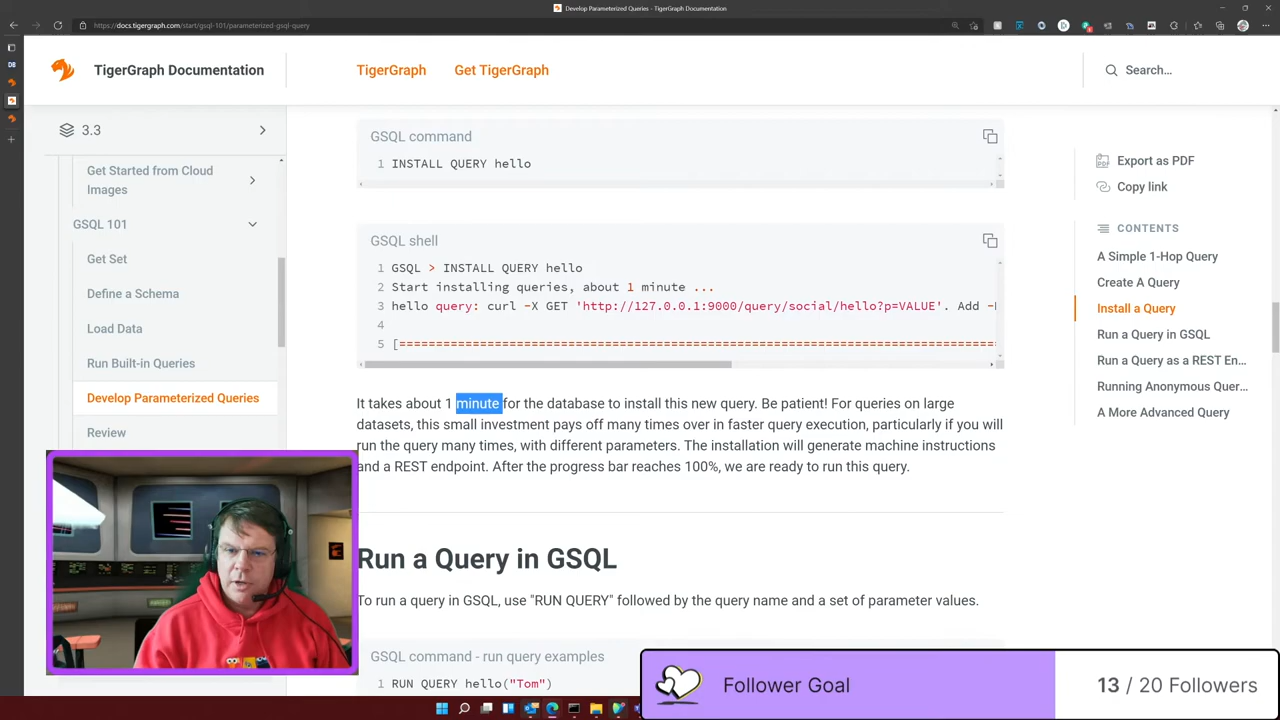 Develop Parameterized Queries - TigerGraph Documentation
https://docs.tigergraph.com/start/gsql-101/parameterized-gsql-query
TigerGraph Documentation
TigerGraph
Get TigerGraph
Search…
3.3
Get Started from Cloud
Images
GSQL 101
Get Set
Define a Schema
Load Data
Run Built-in Queries
Develop Parameterized Queries
Review
GSQL command
1 INSTALL QUERY hello
GSQL shell
1 GSQL > INSTALL QUERY hello
2 Start installing queries, about 1 minute ...
3 hello query: curl -X GET 'http://127.0.0.1:9000/query/social/hello?p=VALUE'. Add -H
4
5 [================================================================================
It takes about 1 minute for the database to install this new query. Be patient! For queries on large
datasets, this small investment pays off many times over in faster query execution, particularly if you will
run the query many times, with different parameters. The installation will generate machine instructions
and a REST endpoint. After the progress bar reaches 100%, we are ready to run this query.
Run a Query in GSQL
To run a query in GSQL, use "RUN QUERY" followed by the query name and a set of parameter values.
GSQL command - run query examples
1 RUN QUERY hello("Tom")
Export as PDF
Copy link
CONTENTS
A Simple 1-Hop Query
Create A Query
Install a Query
Run a Query in GSQL
Run a Query as a REST En...
Running Anonymous Quer...
A More Advanced Query
Follower Goal
13 / 20 Followers